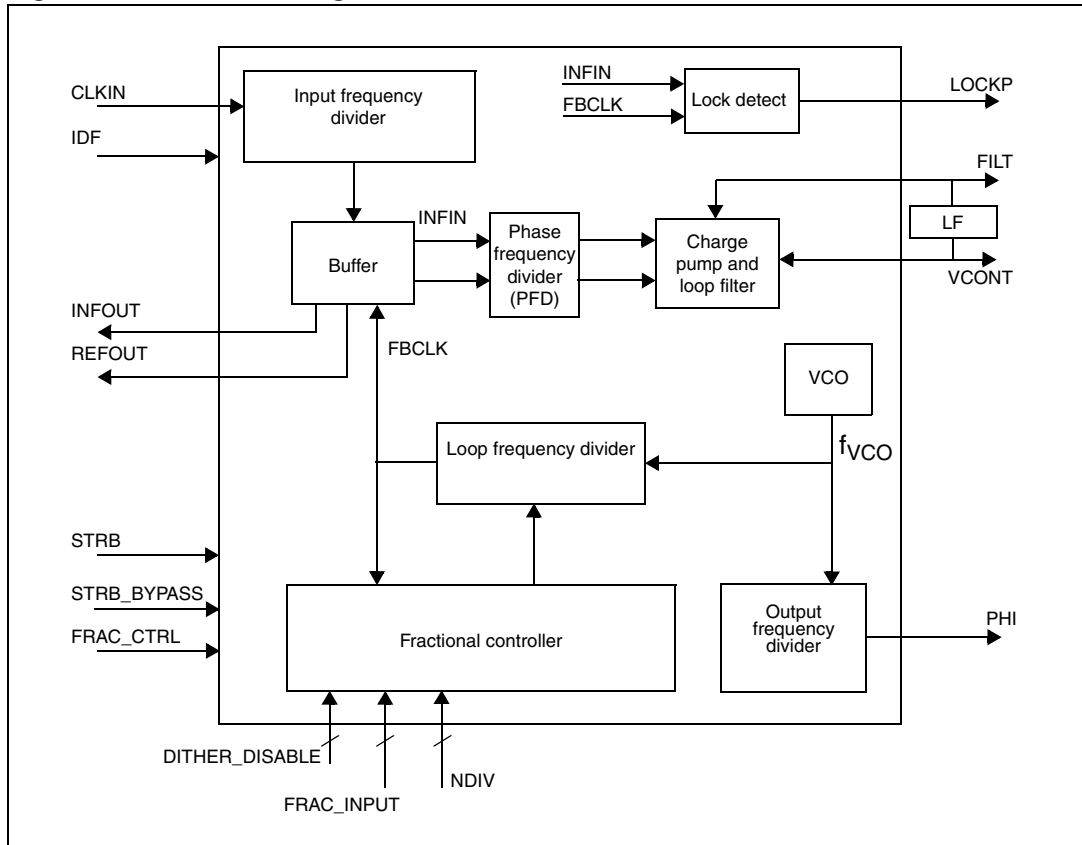 CLKIN
IDF
Input frequency
divider
INFIN
FBCLK
Lock detect
LOCKP
FILT
LF
VCONT
INFIN
Buffer
Phase
frequency
divider
(PFD)
Charge
pump and
loop filter
INFOUT
REFOUT
FBCLK
VCO
fVCO
Loop frequency divider
STRB
STRB_BYPASS
FRAC_CTRL
Fractional controller
Output
frequency
divider
PHI
DITHER_DISABLE
NDIV
FRAC_INPUT